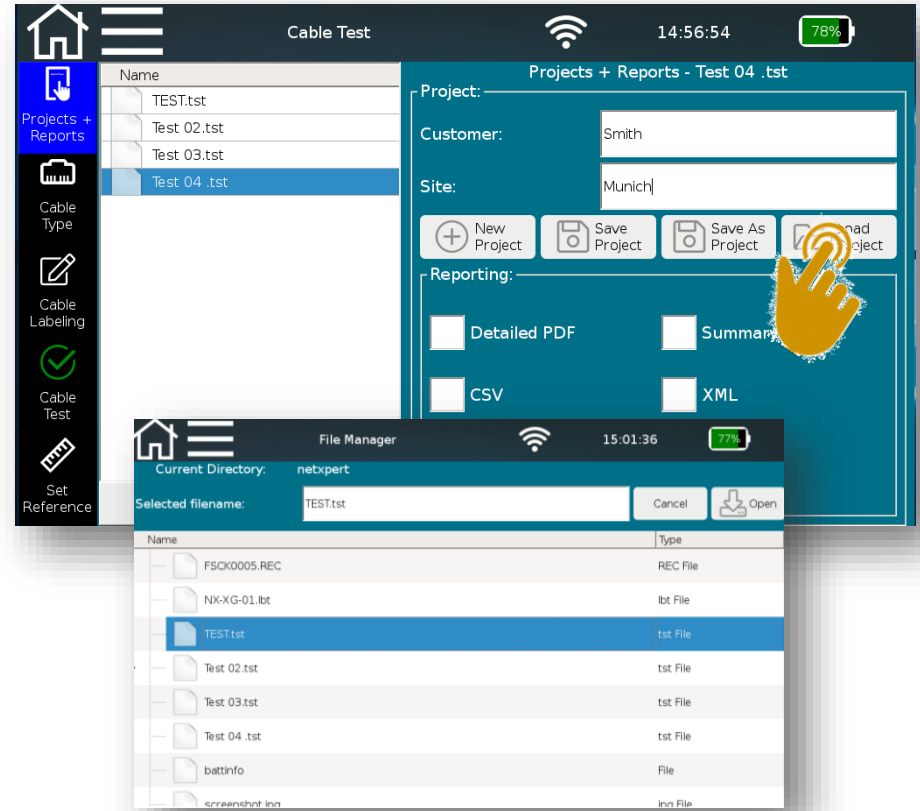 Cable Test 14:56:54 78%
Projects + Reports
Cable Type
Cable Labeling
Cable Test
Set Reference
Name
TEST.tst
Test 02.tst
Test 03.tst
Test 04 .tst
Projects + Reports - Test 04 .tst
Project:
Customer: Smith
Site: Munich
New Project
Save Project
Save As Project
Reporting:
Detailed PDF
CSV XML
File Manager 15:01:36 77%
Current Directory: netxpert
Selected filename: TEST.tst Cancel Open
Name Type
FSCK0005.REC REC File
NX-XG-01.lbt lbt File
TEST.tst tst File
Test 02.tst tst File
Test 03.tst tst File
Test 04 .tst tst File
battinfo File